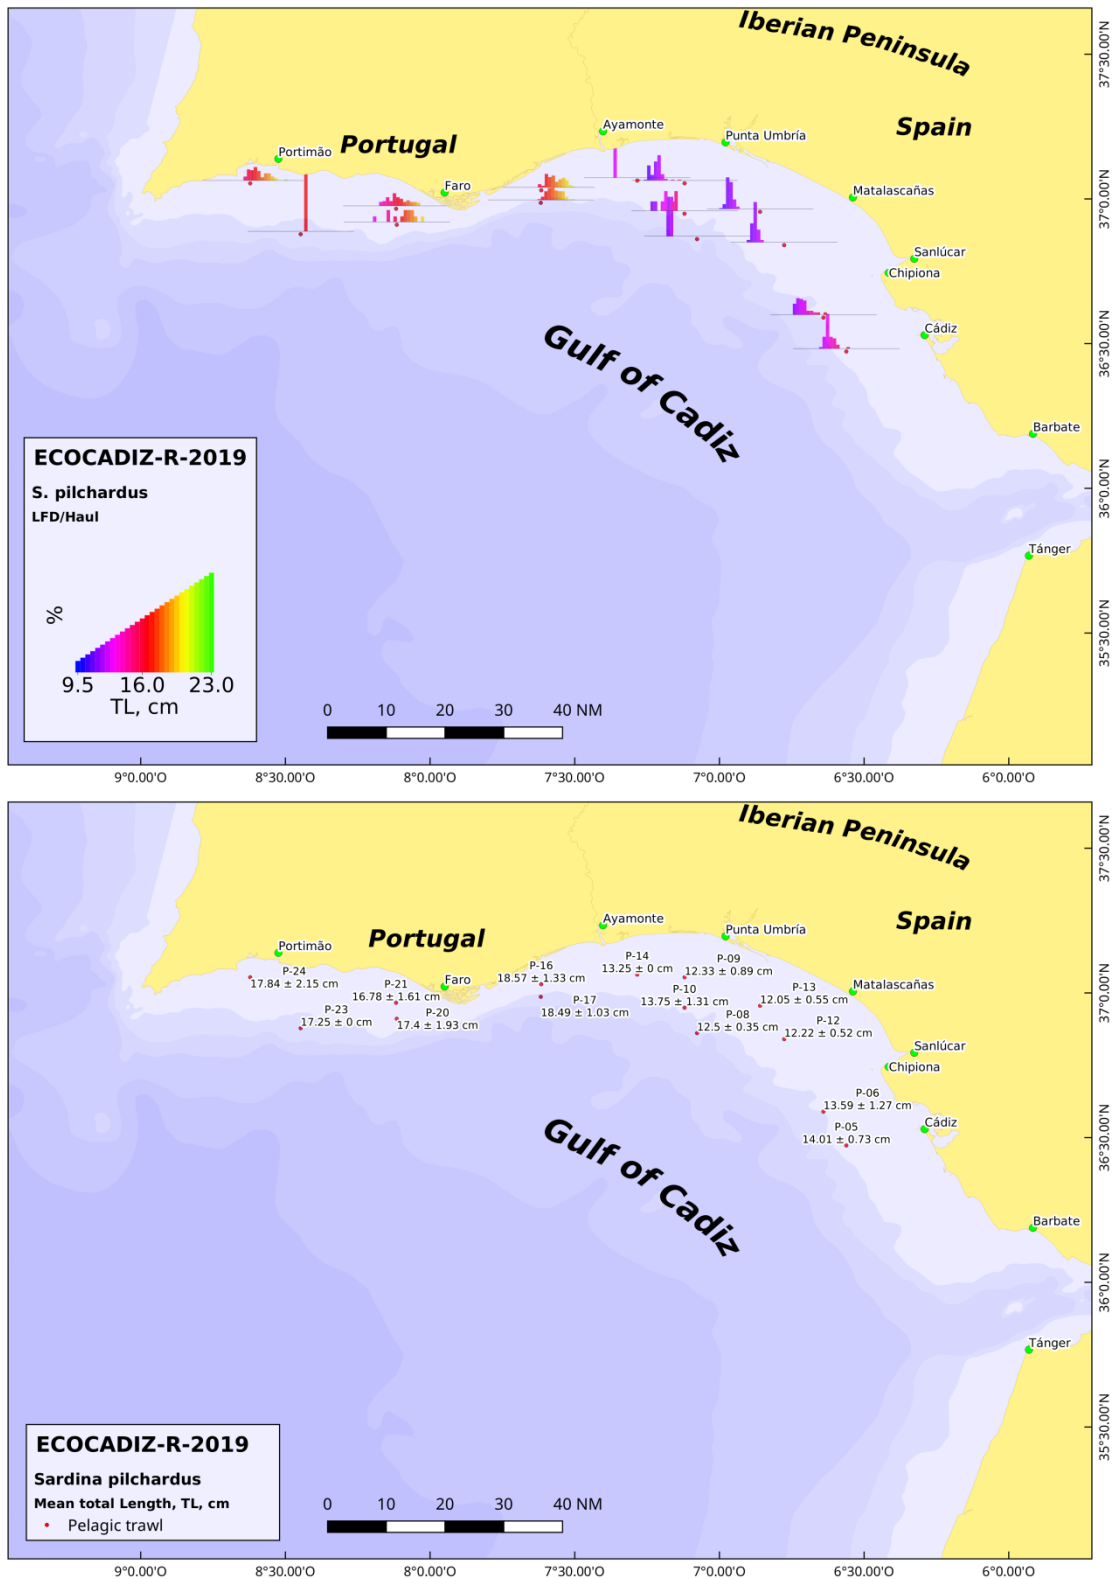 Iberian Peninsula
Spain
Portugal
Ayamonte
Punta Umbría
Portimão
Faro
Matalascañas
Sanlúcar
Chipiona
Cádiz
Gulf of Cadiz
Barbate
Tánger
ECOCADIZ-R-2019
S. pilchardus
LFD/Haul
%
9.5 16.0 23.0
TL, cm
0 10 20 30 40 NM
37°30.00'N
37°0.00'N
36°30.00'N
36°0.00'N
35°30.00'N
9°0.00'O 8°30.00'O 8°0.00'O 7°30.00'O 7°0.00'O 6°30.00'O 6°0.00'O
Iberian Peninsula
Spain
Portugal
Ayamonte
Punta Umbría
Portimão
Faro
Matalascañas
Sanlúcar
Chipiona
Cádiz
P-24
17.84 ± 2.15 cm
P-23
17.25 ± 0 cm
P-21
16.78 ± 1.61 cm
P-20
17.4 ± 1.93 cm
P-16
18.57 ± 1.33 cm
P-17
18.49 ± 1.03 cm
P-14
13.25 ± 0 cm
P-09
12.33 ± 0.89 cm
P-10
13.75 ± 1.31 cm
P-08
12.5 ± 0.35 cm
P-13
12.05 ± 0.55 cm
P-12
12.22 ± 0.52 cm
P-06
13.59 ± 1.27 cm
P-05
14.01 ± 0.73 cm
Gulf of Cadiz
Barbate
Tánger
ECOCADIZ-R-2019
Sardina pilchardus
Mean total Length, TL, cm
Pelagic trawl
0 10 20 30 40 NM
37°30.00'N
37°0.00'N
36°30.00'N
36°0.00'N
35°30.00'N
9°0.00'O 8°30.00'O 8°0.00'O 7°30.00'O 7°0.00'O 6°30.00'O 6°0.00'O